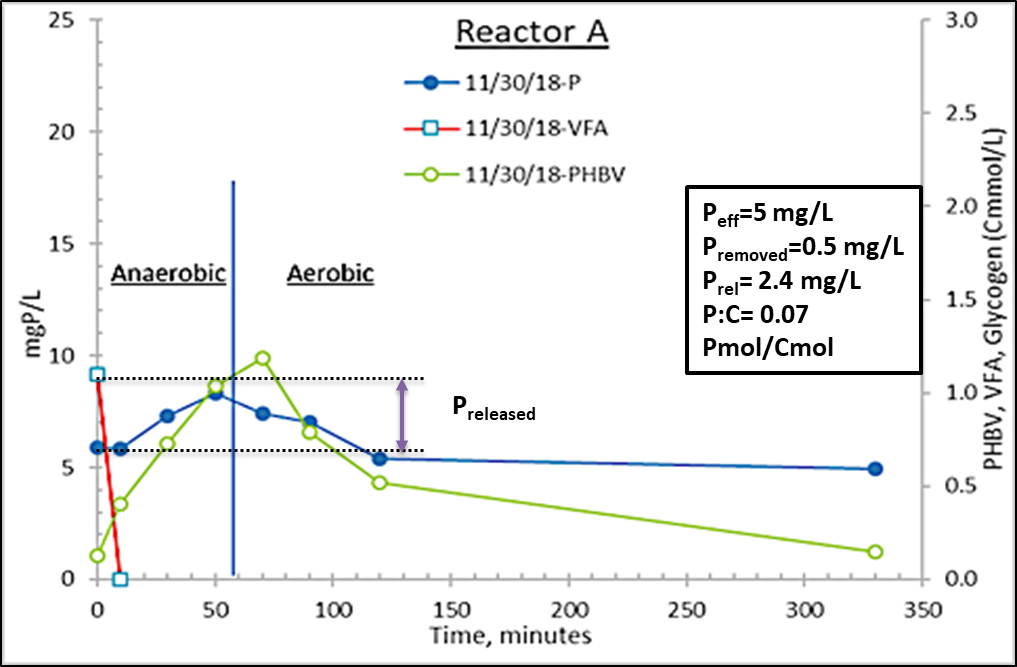 Reactor A
11/30/18-P
11/30/18-VFA
11/30/18-PHBV
Peff=5 mg/L
Premoved=0.5 mg/L
Prel= 2.4 mg/L
P:C= 0.07
Pmol/Cmol
Anaerobic
Aerobic
Preleased
mgP/L
25
20
15
10
5
0
PHBV, VFA, Glycogen (Cmmol/L)
3.0
2.5
2.0
1.5
1.0
0.5
0.0
0 50 100 150 200 250 300 350
Time, minutes